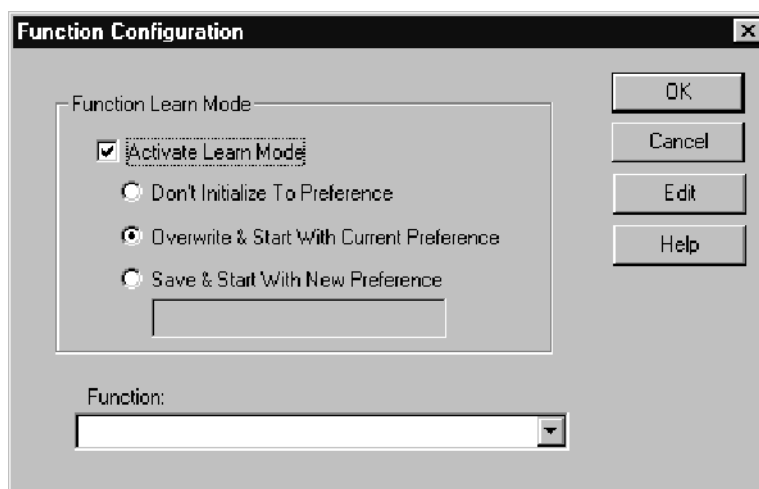 Function Configuration
Function Learn Mode
Activate Learn Mode
Don't Initialize To Preference
Overwrite & Start With Current Preference
Save & Start With New Preference
Function:
OK
Cancel
Edit
Help